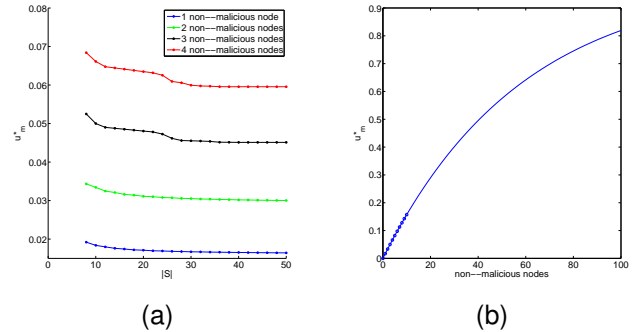 0.08
0.07
0.06
0.05
0.04
0.03
0.02
0
10
20
30
40
50
|S|
u*m
1 non−−malicious node
2 non−−malicious nodes
3 non−−malicious nodes
4 non−−malicious nodes
(a)
0.9
0.8
0.7
0.6
0.5
0.4
0.3
0.2
0.1
0
0
20
40
60
80
100
non−−malicious nodes
u*m
(b)